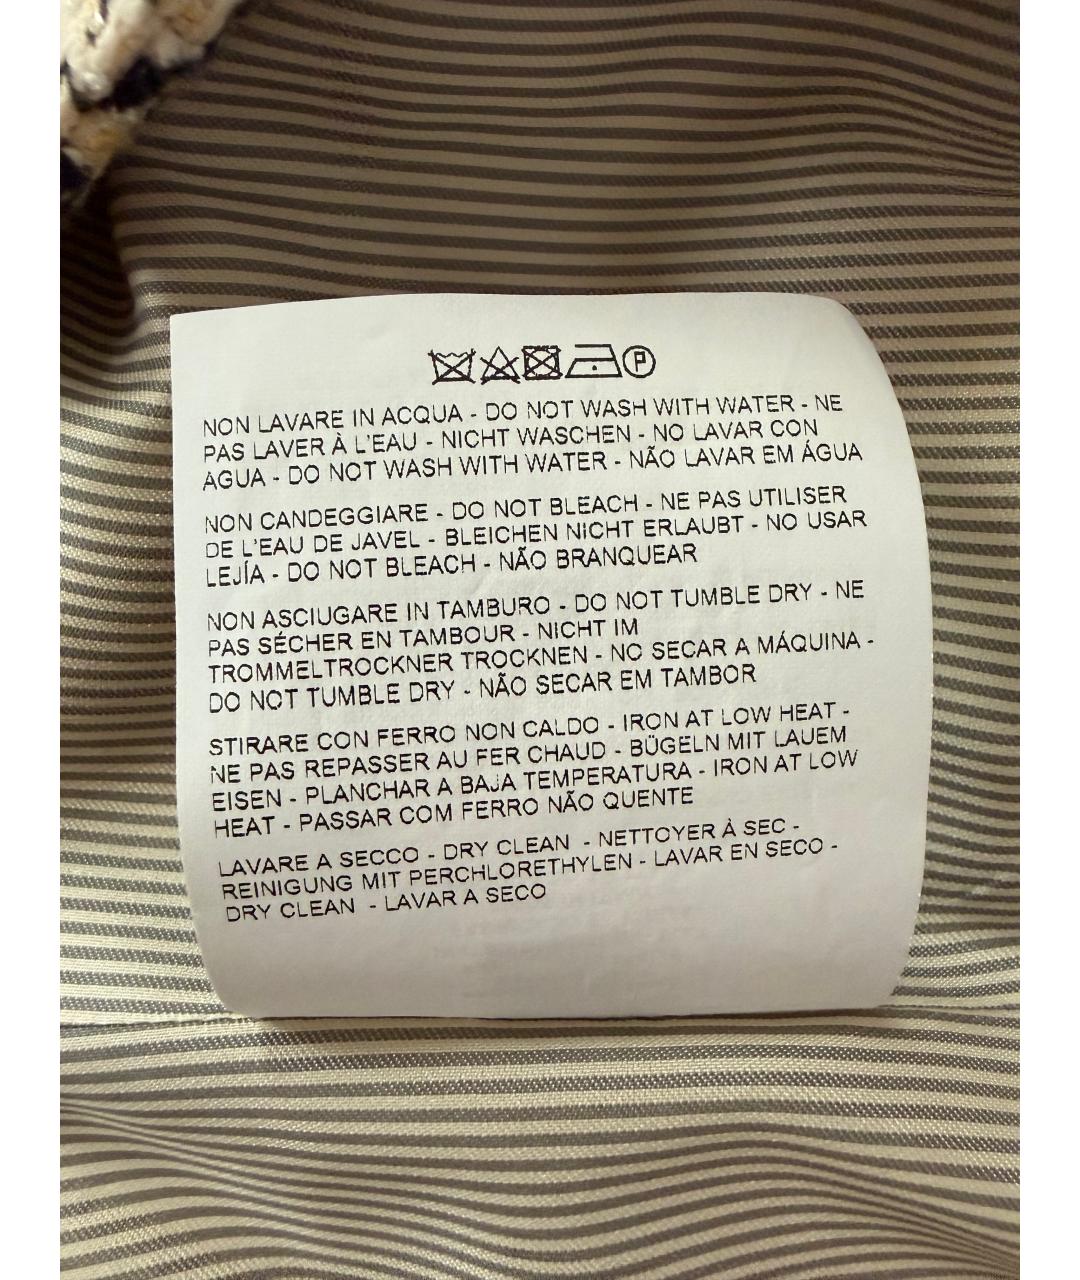 P
NON LAVARE IN ACQUA - DO NOT WASH WITH WATER - NE
PAS LAVER À L'EAU - NICHT WASCHEN - NO LAVAR CON
AGUA - DO NOT WASH WITH WATER - NÃO LAVAR EM ÁGUA
NON CANDEGGIARE - DO NOT BLEACH - NE PAS UTILISER
DE L'EAU DE JAVEL - BLEICHEN NICHT ERLAUBT - NO USAR
LEJÍA - DO NOT BLEACH - NÃO BRANQUEAR
NON ASCIUGARE IN TAMBURO - DO NOT TUMBLE DRY - NE
PAS SÉCHER EN TAMBOUR - NICHT IM
TROMMELTROCKNER TROCKNEN - NO SECAR A MÁQUINA -
DO NOT TUMBLE DRY - NÃO SECAR EM TAMBOR
STIRARE CON FERRO NON CALDO - IRON AT LOW HEAT -
NE PAS REPASSER AU FER CHAUD - BÜGELN MIT LAUEM
EISEN - PLANCHAR A BAJA TEMPERATURA - IRON AT LOW
HEAT - PASSAR COM FERRO NÃO QUENTE
LAVARE A SECCO - DRY CLEAN - NETTOYER À SEC -
REINIGUNG MIT PERCHLORETHYLEN - LAVAR EN SECO -
DRY CLEAN - LAVAR A SECO